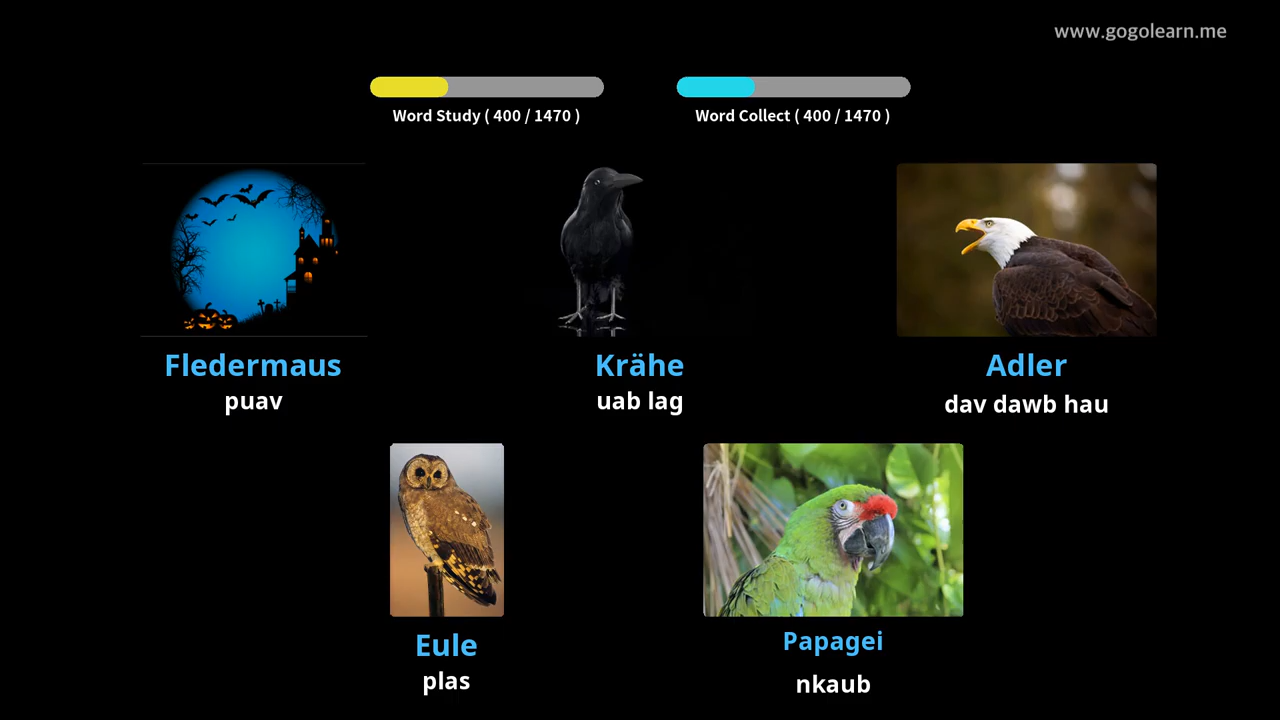 www.gogolearn.me
Word Study ( 400 / 1470 )
Word Collect ( 400 / 1470 )
Fledermaus
puav
Krähe
uab lag
Adler
dav dawb hau
Eule
plas
Papagei
nkaub